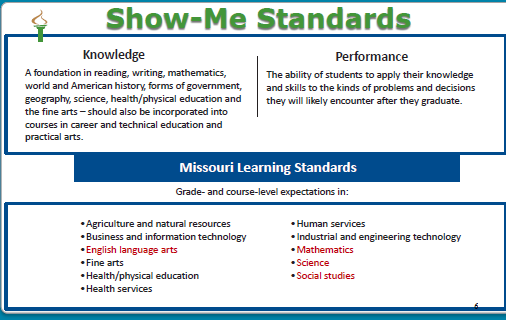 Show-Me Standards
Knowledge
A foundation in reading, writing, mathematics,
world and American history, forms of government,
geography, science, health/physical education and
the fine arts – should also be incorporated into
courses in career and technical education and
practical arts.
Performance
The ability of students to apply their knowledge
and skills to the kinds of problems and decisions
they will likely encounter after they graduate.
Missouri Learning Standards
Grade- and course-level expectations in:
•Agriculture and natural resources
•Business and information technology
•English language arts
•Fine arts
•Health/physical education
•Health services
•Human services
•Industrial and engineering technology
•Mathematics
•Science
•Social studies
6